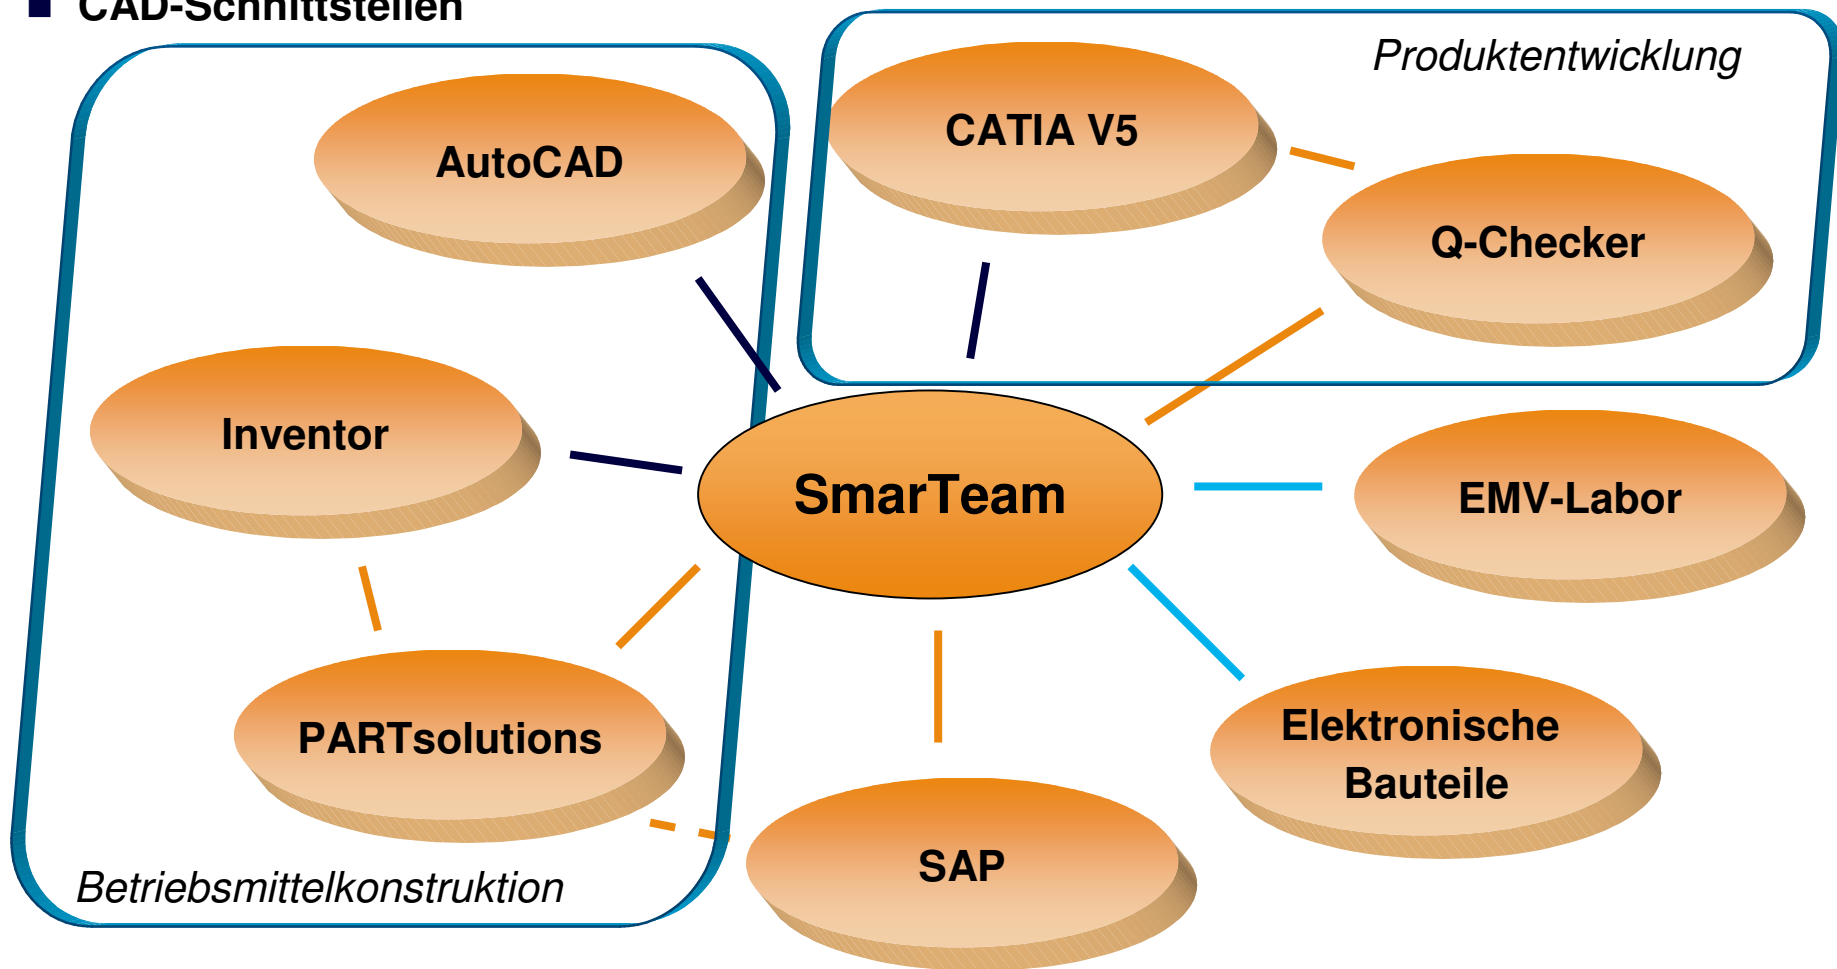 CAD-Schnittstellen
Produktentwicklung
CATIA V5
AutoCAD
Q-Checker
Inventor
SmarTeam
EMV-Labor
PARTsolutions
Elektronische
Bauteile
SAP
Betriebsmittelkonstruktion